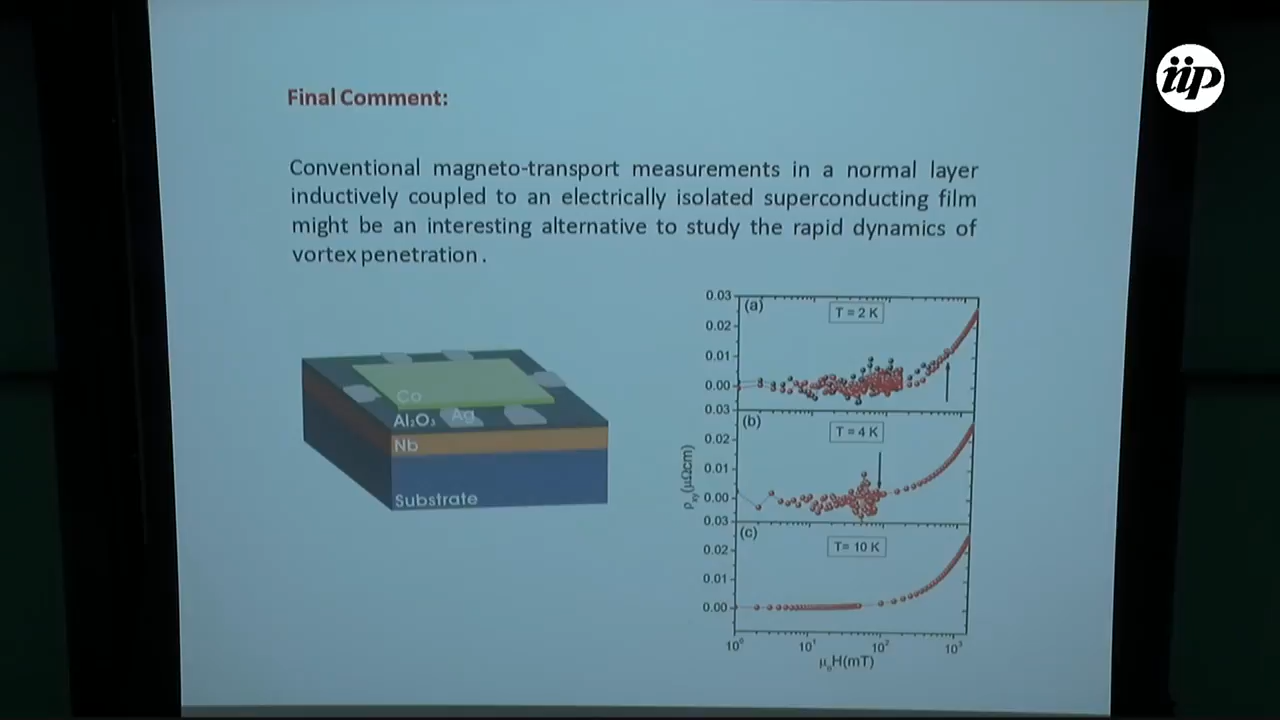 iip
Final Comment:
Conventional magneto-transport measurements in a normal layer
inductively coupled to an electrically isolated superconducting film
might be an interesting alternative to study the rapid dynamics of
vortex penetration.
Co
Al₂O₃ Ag
Nb
Substrate
0.03
(a)
T = 2 K
0.02
0.01
0.00
0.03
(b)
T = 4 K
0.02
0.01
0.00
0.03
(c)
T= 10 K
0.02
0.01
0.00
ρxy(μΩcm)
10⁰ 10¹ 10² 10³
μ₀H(mT)